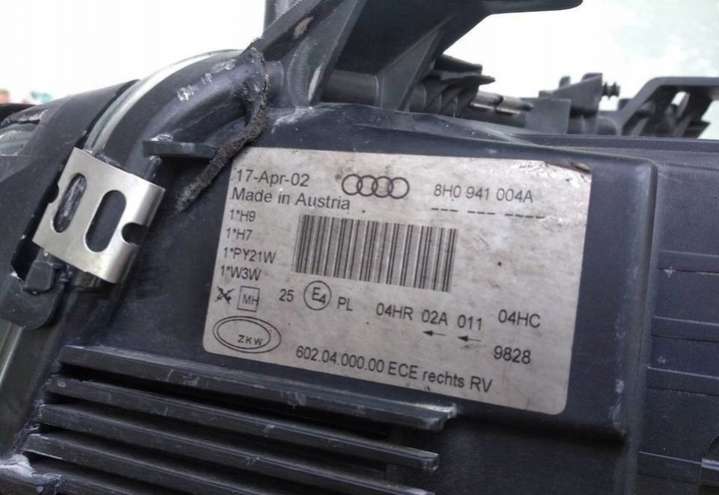 17-Apr-02 8H0 941 004A
Made in Austria
1*H9
1*H7
1*PY21W
1*W3W
MH 25 E4 PL 04HR 02A 011 04HC
ZKW 9828
602.04.000.00 ECE rechts RV